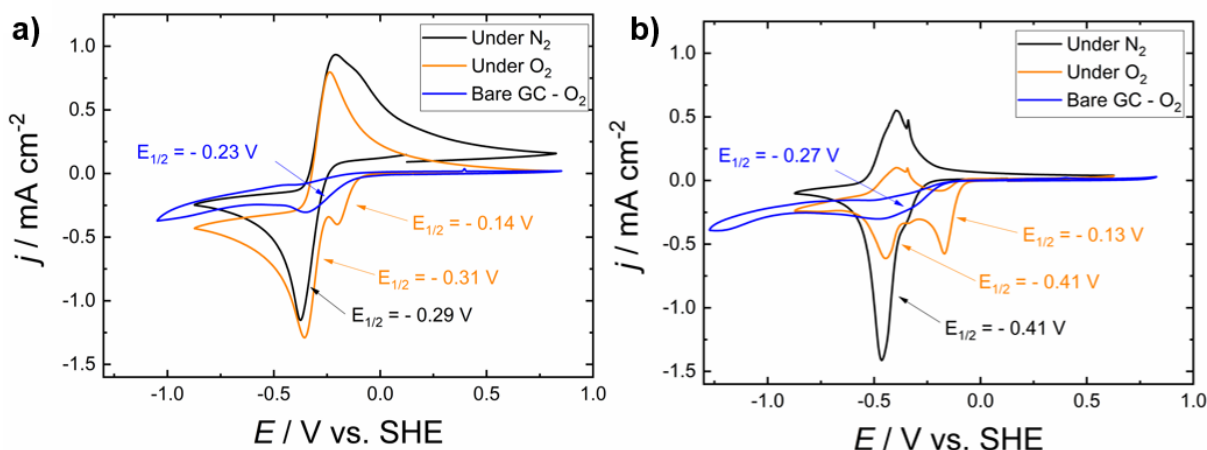 a)
1.0
0.5
0.0
-0.5
-1.0
-1.5
j / mA cm⁻²
Under N₂
Under O₂
Bare GC - O₂
E₁/₂ = - 0.23 V
E₁/₂ = - 0.14 V
E₁/₂ = - 0.31 V
E₁/₂ = - 0.29 V
-1.0 -0.5 0.0 0.5 1.0
E / V vs. SHE
b)
1.0
0.5
0.0
-0.5
-1.0
-1.5
j / mA cm⁻²
Under N₂
Under O₂
Bare GC - O₂
E₁/₂ = - 0.27 V
E₁/₂ = - 0.13 V
E₁/₂ = - 0.41 V
E₁/₂ = - 0.41 V
-1.0 -0.5 0.0 0.5 1.0
E / V vs. SHE